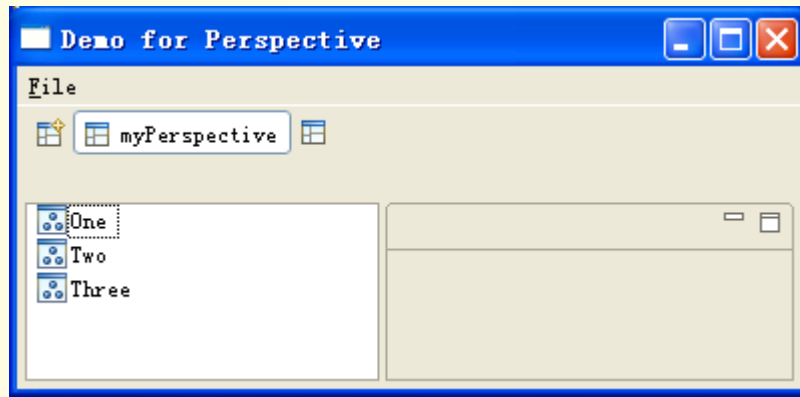 Demo for Perspective
File
myPerspective
One
Two
Three